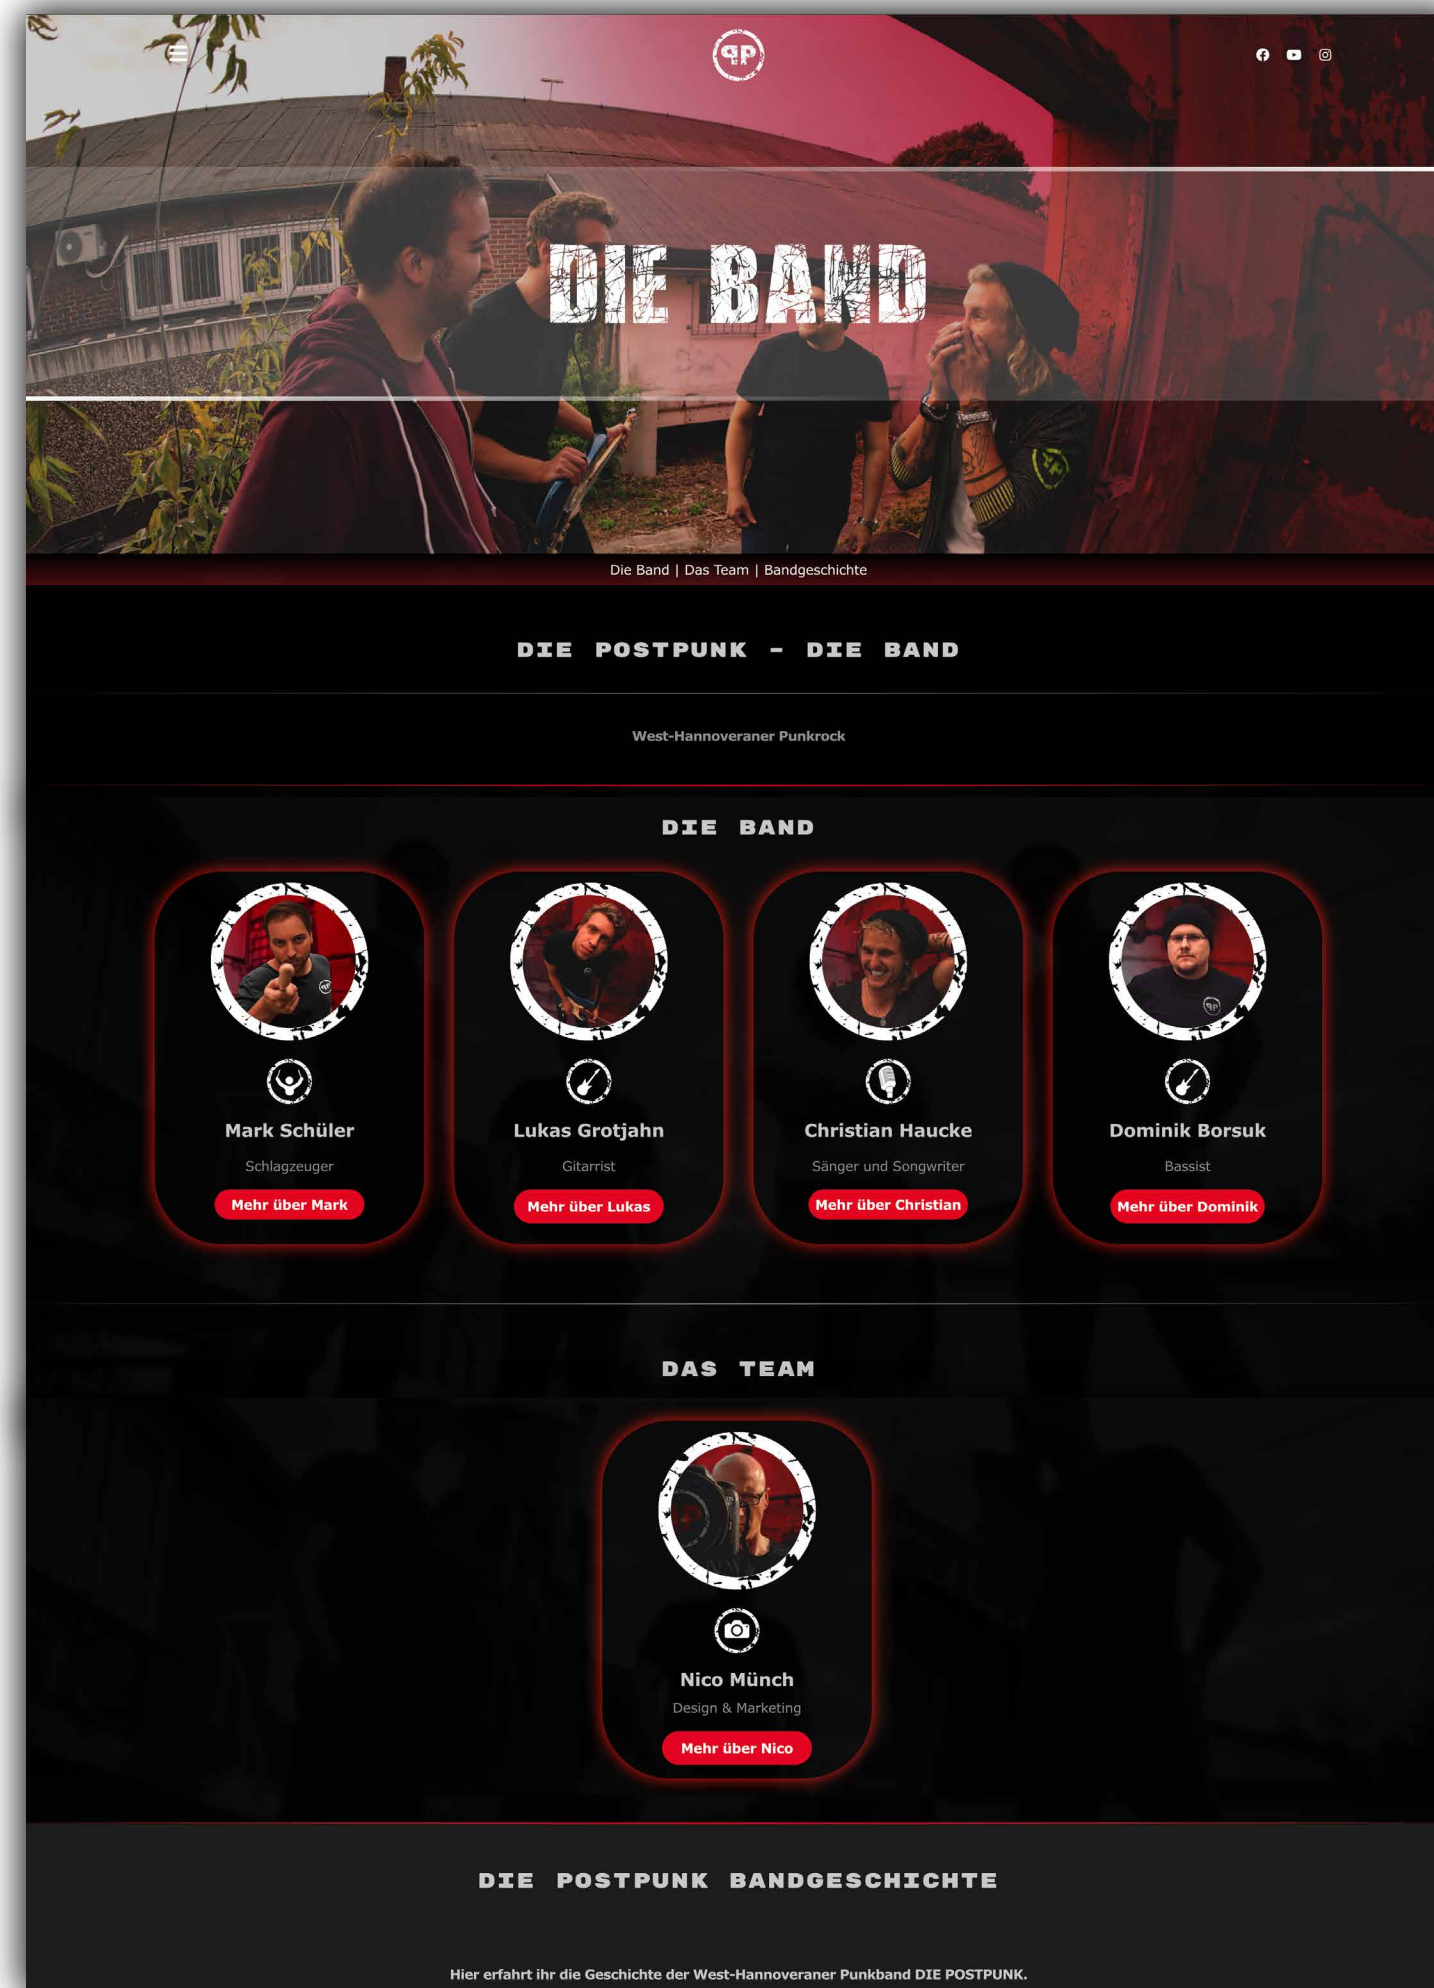 DIE BAND
Die Band | Das Team | Bandgeschichte
DIE POSTPUNK – DIE BAND
West-Hannoveraner Punkrock
DIE BAND
Mark Schüler
Schlagzeuger
Mehr über Mark
Lukas Grotjahn
Gitarrist
Mehr über Lukas
Christian Haucke
Sänger und Songwriter
Mehr über Christian
Dominik Borsuk
Bassist
Mehr über Dominik
DAS TEAM
Nico Münch
Design & Marketing
Mehr über Nico
DIE POSTPUNK BANDGESCHICHTE
Hier erfahrt ihr die Geschichte der West-Hannoveraner Punkband DIE POSTPUNK.